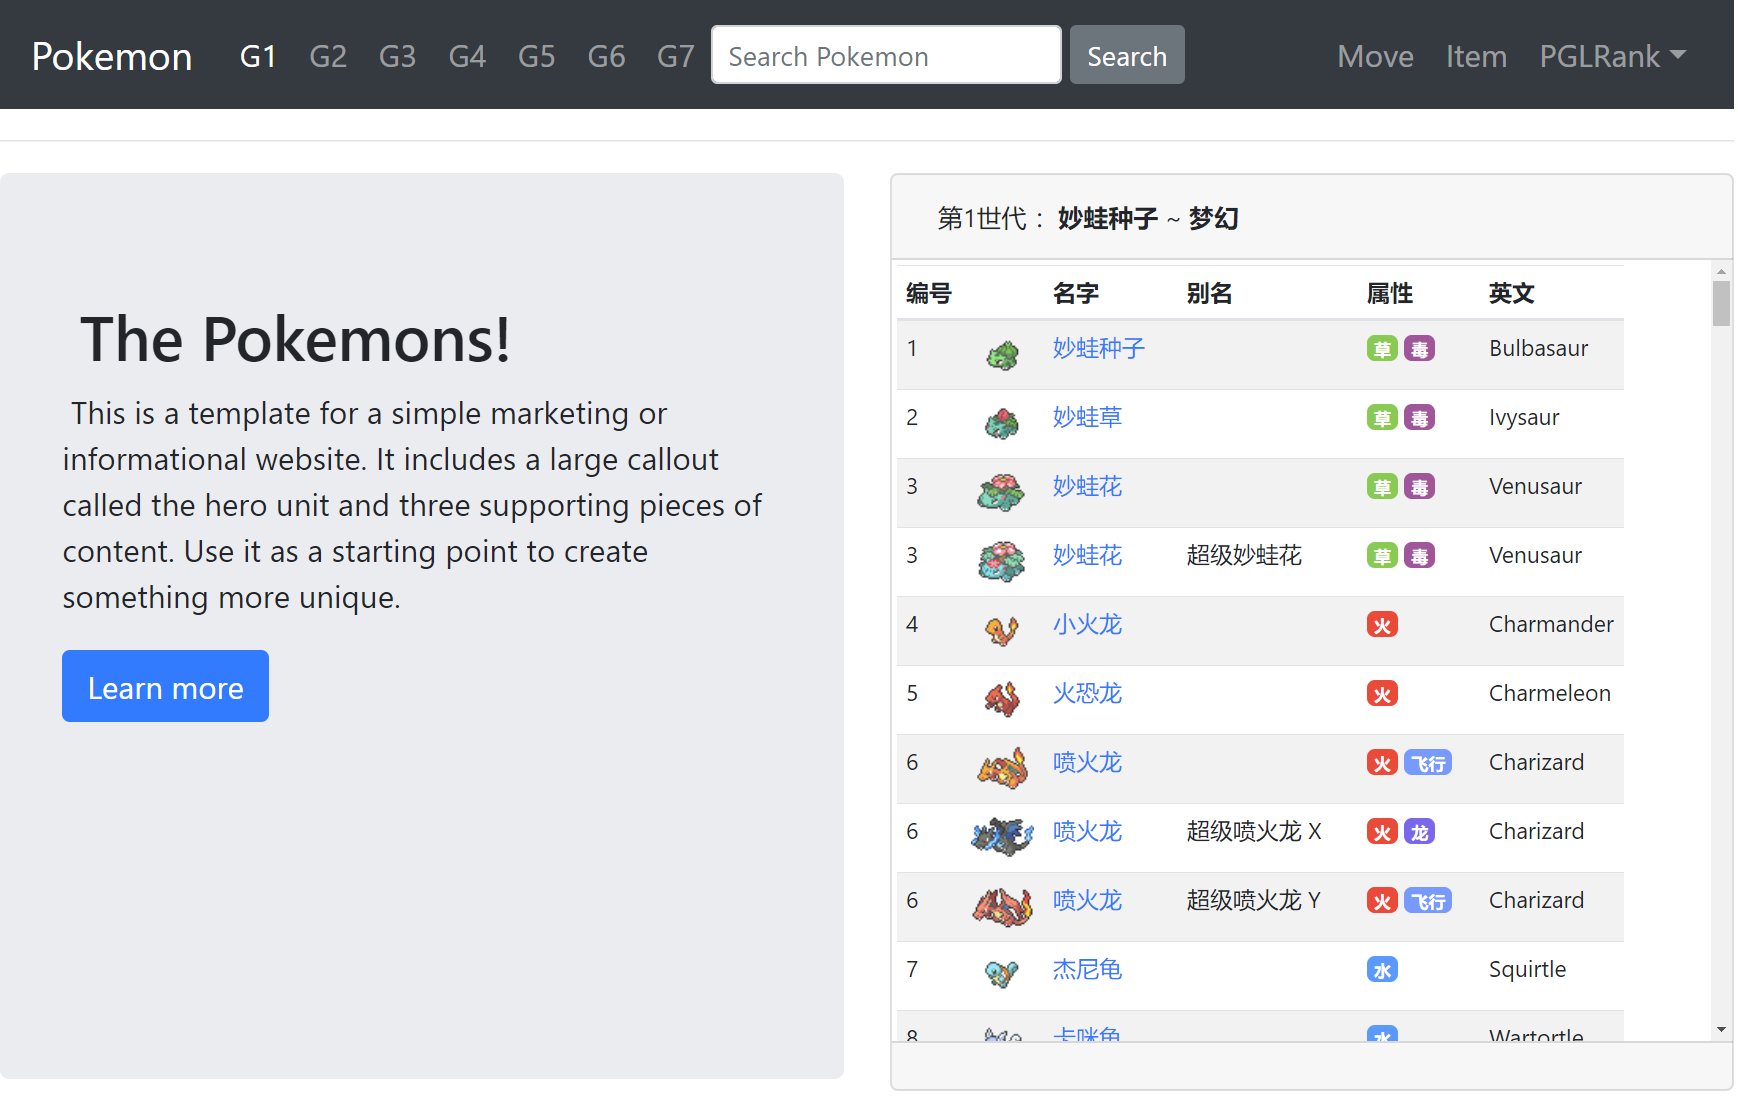 Pokemon G1 G2 G3 G4 G5 G6 G7 Search Pokemon Search Move Item PGLRank
The Pokemons!
This is a template for a simple marketing or
informational website. It includes a large callout
called the hero unit and three supporting pieces of
content. Use it as a starting point to create
something more unique.
Learn more
第1世代： 妙蛙种子 ~ 梦幻
编号 名字 别名 属性 英文
1 妙蛙种子 草 毒 Bulbasaur
2 妙蛙草 草 毒 Ivysaur
3 妙蛙花 草 毒 Venusaur
3 妙蛙花 超级妙蛙花 草 毒 Venusaur
4 小火龙 火 Charmander
5 火恐龙 火 Charmeleon
6 喷火龙 火 飞行 Charizard
6 喷火龙 超级喷火龙 X 火 龙 Charizard
6 喷火龙 超级喷火龙 Y 火 飞行 Charizard
7 杰尼龟 水 Squirtle
8 卡咪龟 水 Wartortle